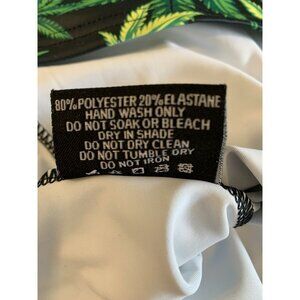 80%POLYESTER 20%ELASTANE
HAND WASH ONLY
DO NOT SOAK OR BLEACH
DRY IN SHADE
DO NOT DRY CLEAN
DO NOT TUMBLE DRY
DO NOT IRON